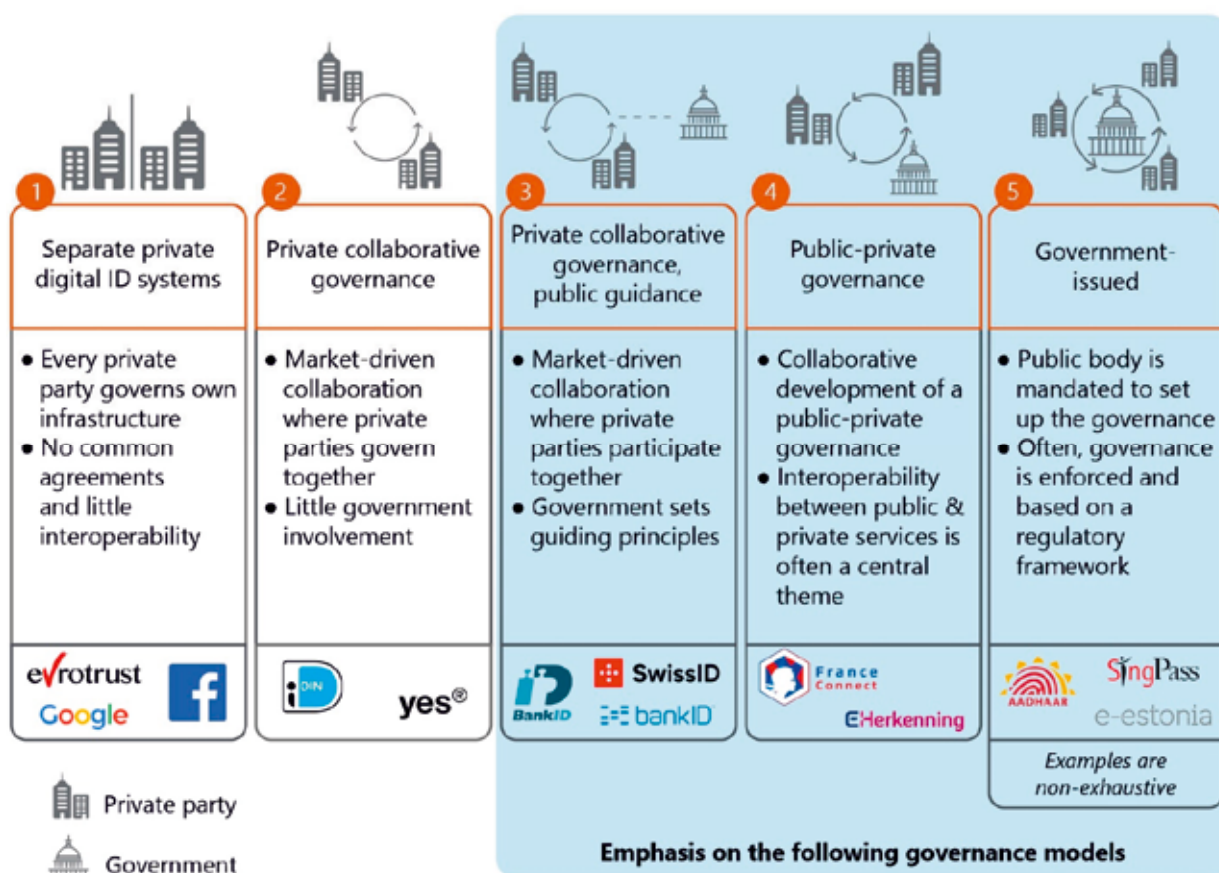 1
Separate private
digital ID systems
● Every private
party governs own
infrastructure
● No common
agreements
and little
interoperability
evrotrust
Google
f
2
Private collaborative
governance
● Market-driven
collaboration
where private
parties govern
together
● Little government
involvement
iDIN
yes®
3
Private collaborative
governance,
public guidance
● Market-driven
collaboration
where private
parties participate
together
● Government sets
guiding principles
BankID
SwissID
bankID
4
Public-private
governance
● Collaborative
development of a
public-private
governance
● Interoperability
between public &
private services is
often a central
theme
France
Connect
EHerkenning
5
Government-
issued
● Public body is
mandated to set
up the governance
● Often, governance
is enforced and
based on a
regulatory
framework
AADHAAR
SingPass
e-estonia
Examples are
non-exhaustive
Private party
Government
Emphasis on the following governance models